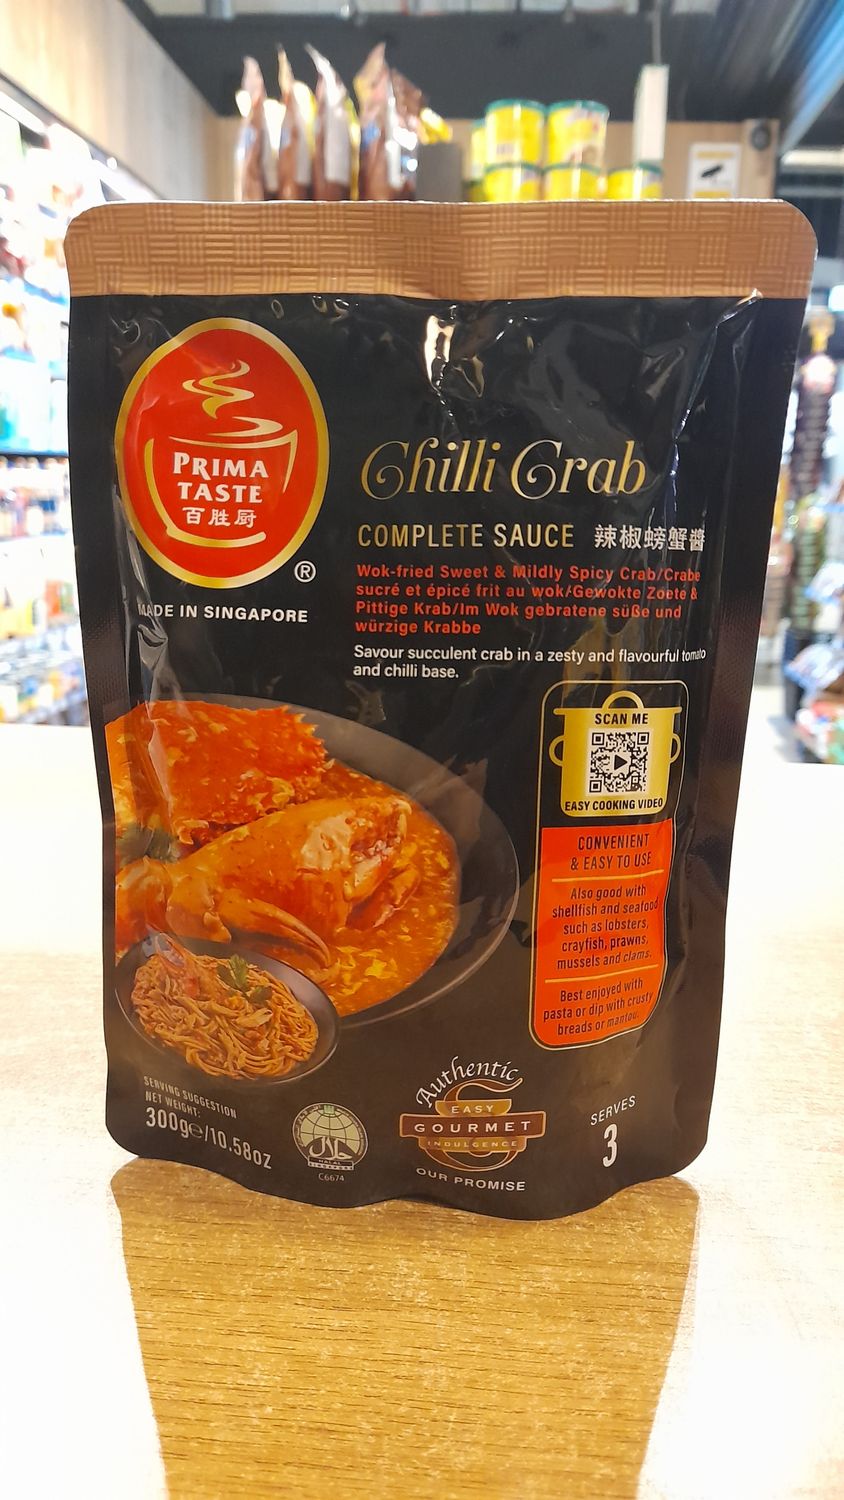 PRIMA
TASTE
百胜厨
®
MADE IN SINGAPORE
Chilli Crab
COMPLETE SAUCE 辣椒螃蟹醬
Wok-fried Sweet & Mildly Spicy Crab/Crabe
sucré et épicé frit au wok/Gewokte Zoete &
Pittige Krab/Im Wok gebratene süße und
würzige Krabbe
Savour succulent crab in a zesty and flavourful tomato
and chilli base.
SCAN ME
EASY COOKING VIDEO
CONVENIENT
& EASY TO USE
Also good with
shellfish and seafood
such as lobsters,
crayfish, prawns,
mussels and clams.
Best enjoyed with
pasta or dip with crusty
breads or mantou.
SERVING SUGGESTION
NET WEIGHT:
300g℮/10.58oz
حلال
HALAL
SINGAPORE
C6674
Authentic
EASY
GOURMET
INDULGENCE
OUR PROMISE
SERVES
3